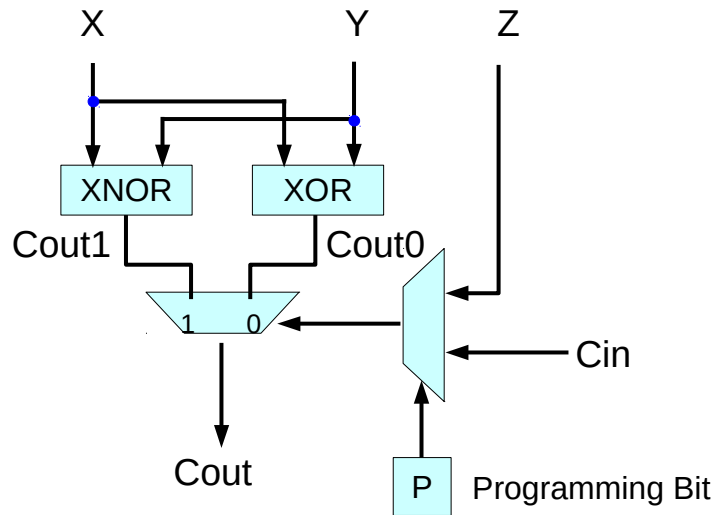 X
Y
Z
XNOR
XOR
Cout1
Cout0
1
0
Cin
Cout
P
Programming Bit